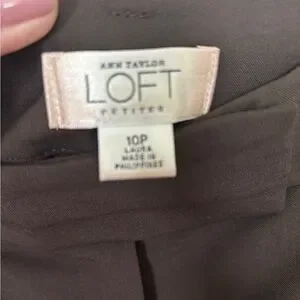 ANN TAYLOR
LOFT
PETITES
10P
LAURA
MADE IN
PHILIPPINES